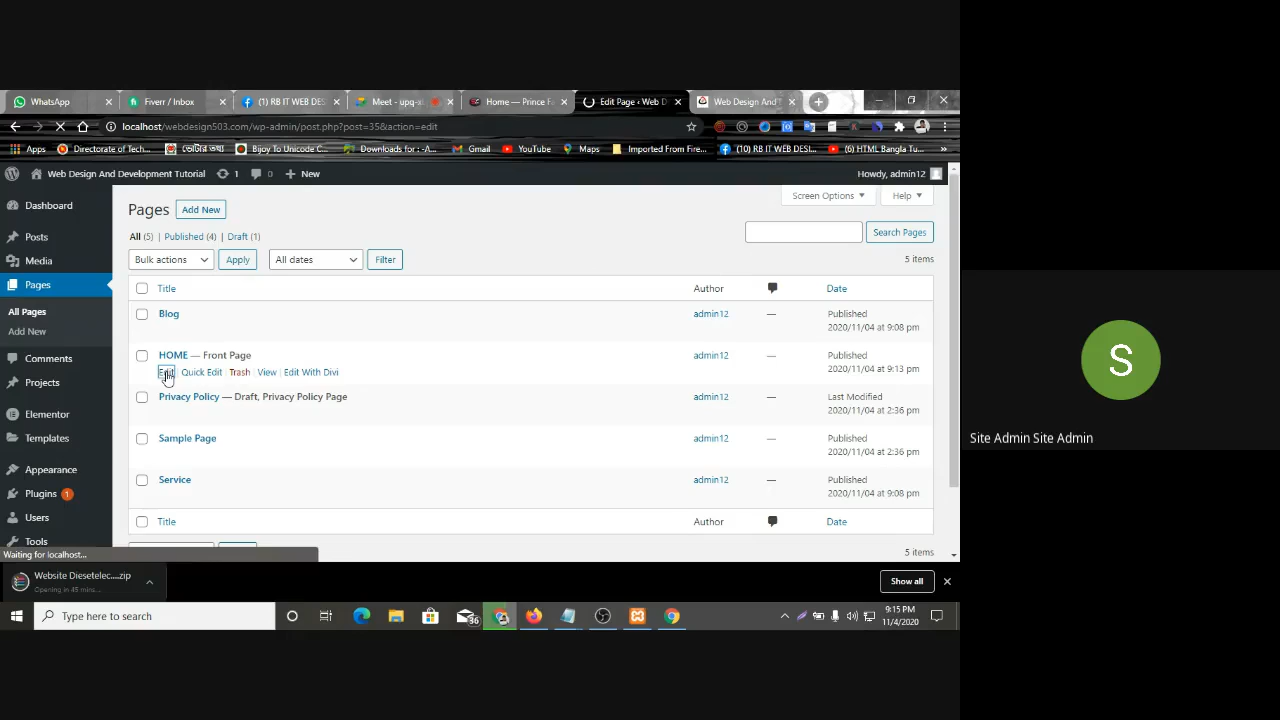 WhatsApp
Fiverr / Inbox
(1) RB IT WEB DES
Meet - upq-xi
Home — Prince Fa
Edit Page ‹ Web D
Web Design And T
localhost/webdesign503.com/wp-admin/post.php?post=35&action=edit
Apps
Directorate of Tech...
Bijoy To Unicode C...
Downloads for : -A...
Gmail
YouTube
Maps
Imported From Fire...
(10) RB IT WEB DESI...
(6) HTML Bangla Tu...
Web Design And Development Tutorial
1
0
New
Howdy, admin12
Dashboard
Posts
Media
Pages
All Pages
Add New
Comments
Projects
Elementor
Templates
Appearance
Plugins 1
Users
Tools
Screen Options
Help
Pages
Add New
All (5) | Published (4) | Draft (1)
Search Pages
Bulk actions
Apply
All dates
Filter
5 items
Title
Author
Date
Blog
admin12
—
Published
2020/11/04 at 9:08 pm
HOME — Front Page
Edit | Quick Edit | Trash | View | Edit With Divi
admin12
—
Published
2020/11/04 at 9:13 pm
Privacy Policy — Draft, Privacy Policy Page
admin12
—
Last Modified
2020/11/04 at 2:36 pm
Sample Page
admin12
—
Published
2020/11/04 at 2:36 pm
Service
admin12
—
Published
2020/11/04 at 9:08 pm
Title
Author
Date
5 items
Waiting for localhost...
Website Diesetelec....zip
Opening in 45 mins...
Show all
Type here to search
36
9:15 PM
11/4/2020
S
Site Admin Site Admin